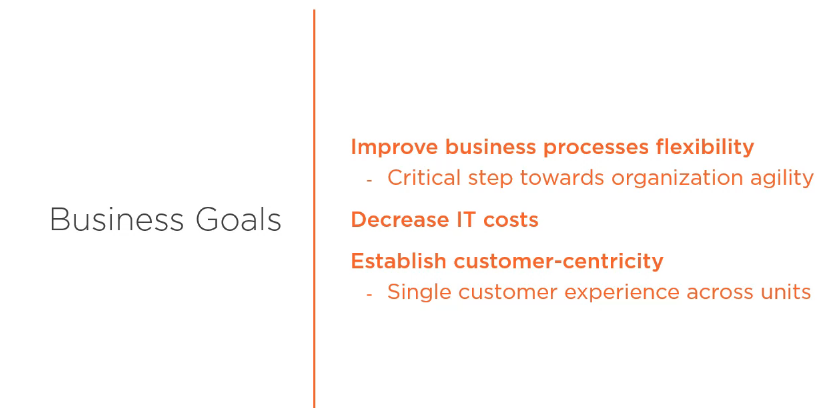 Business Goals
Improve business processes flexibility
- Critical step towards organization agility
Decrease IT costs
Establish customer-centricity
- Single customer experience across units